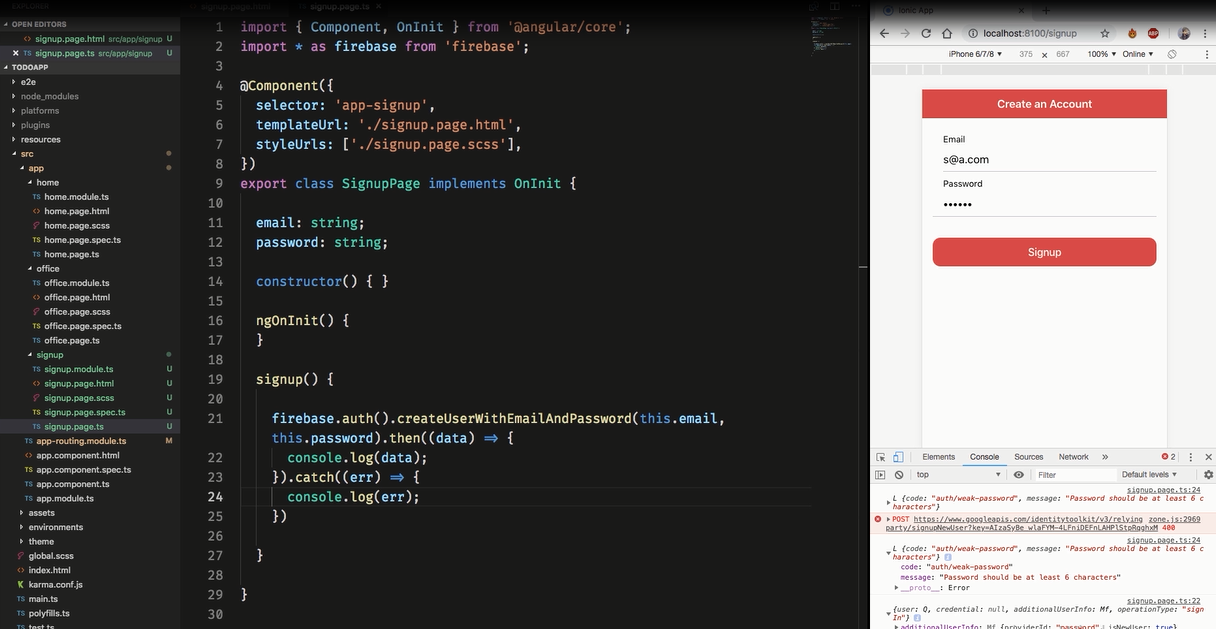 EXPLORER
OPEN EDITORS
signup.page.html src/app/signup U
TS signup.page.ts src/app/signup U
TODOAPP
e2e
node_modules
platforms
plugins
resources
src
app
home
TS home.module.ts
home.page.html
home.page.scss
TS home.page.spec.ts
TS home.page.ts
office
TS office.module.ts
office.page.html
office.page.scss
TS office.page.spec.ts
TS office.page.ts
signup
TS signup.module.ts U
signup.page.html U
signup.page.scss U
TS signup.page.spec.ts U
TS signup.page.ts U
TS app-routing.module.ts M
app.component.html
TS app.component.spec.ts
TS app.component.ts
TS app.module.ts
assets
environments
theme
global.scss
index.html
karma.conf.js
TS main.ts
TS polyfills.ts
TS test.ts
signup.page.html
TS signup.page.ts
1 import { Component, OnInit } from '@angular/core';
2 import * as firebase from 'firebase';
3
4 @Component({
5 selector: 'app-signup',
6 templateUrl: './signup.page.html',
7 styleUrls: ['./signup.page.scss'],
8 })
9 export class SignupPage implements OnInit {
10
11 email: string;
12 password: string;
13
14 constructor() { }
15
16 ngOnInit() {
17 }
18
19 signup() {
20
21 firebase.auth().createUserWithEmailAndPassword(this.email,
this.password).then((data) => {
22 console.log(data);
23 }).catch((err) => {
24 console.log(err);
25 })
26
27 }
28
29 }
30
Ionic App
localhost:8100/signup
ABP
iPhone 6/7/8 375 × 667 100% Online
Create an Account
Email
s@a.com
Password
••••••
Signup
Elements Console Sources Network » 2
top Filter Default levels
signup.page.ts:24
L {code: "auth/weak-password", message: "Password should be at least 6 c
haracters"}
POST https://www.googleapis.com/identitytoolkit/v3/relying zone.js:2969
400
signup.page.ts:24
L {code: "auth/weak-password", message: "Password should be at least 6 c
haracters"}
code: "auth/weak-password"
message: "Password should be at least 6 characters"
__proto__: Error
signup.page.ts:22
{user: Q, credential: null, additionalUserInfo: Mf, operationType: "sign
In"}
additionalUserInfo: Mf {providerId: "password", isNewUser: true}